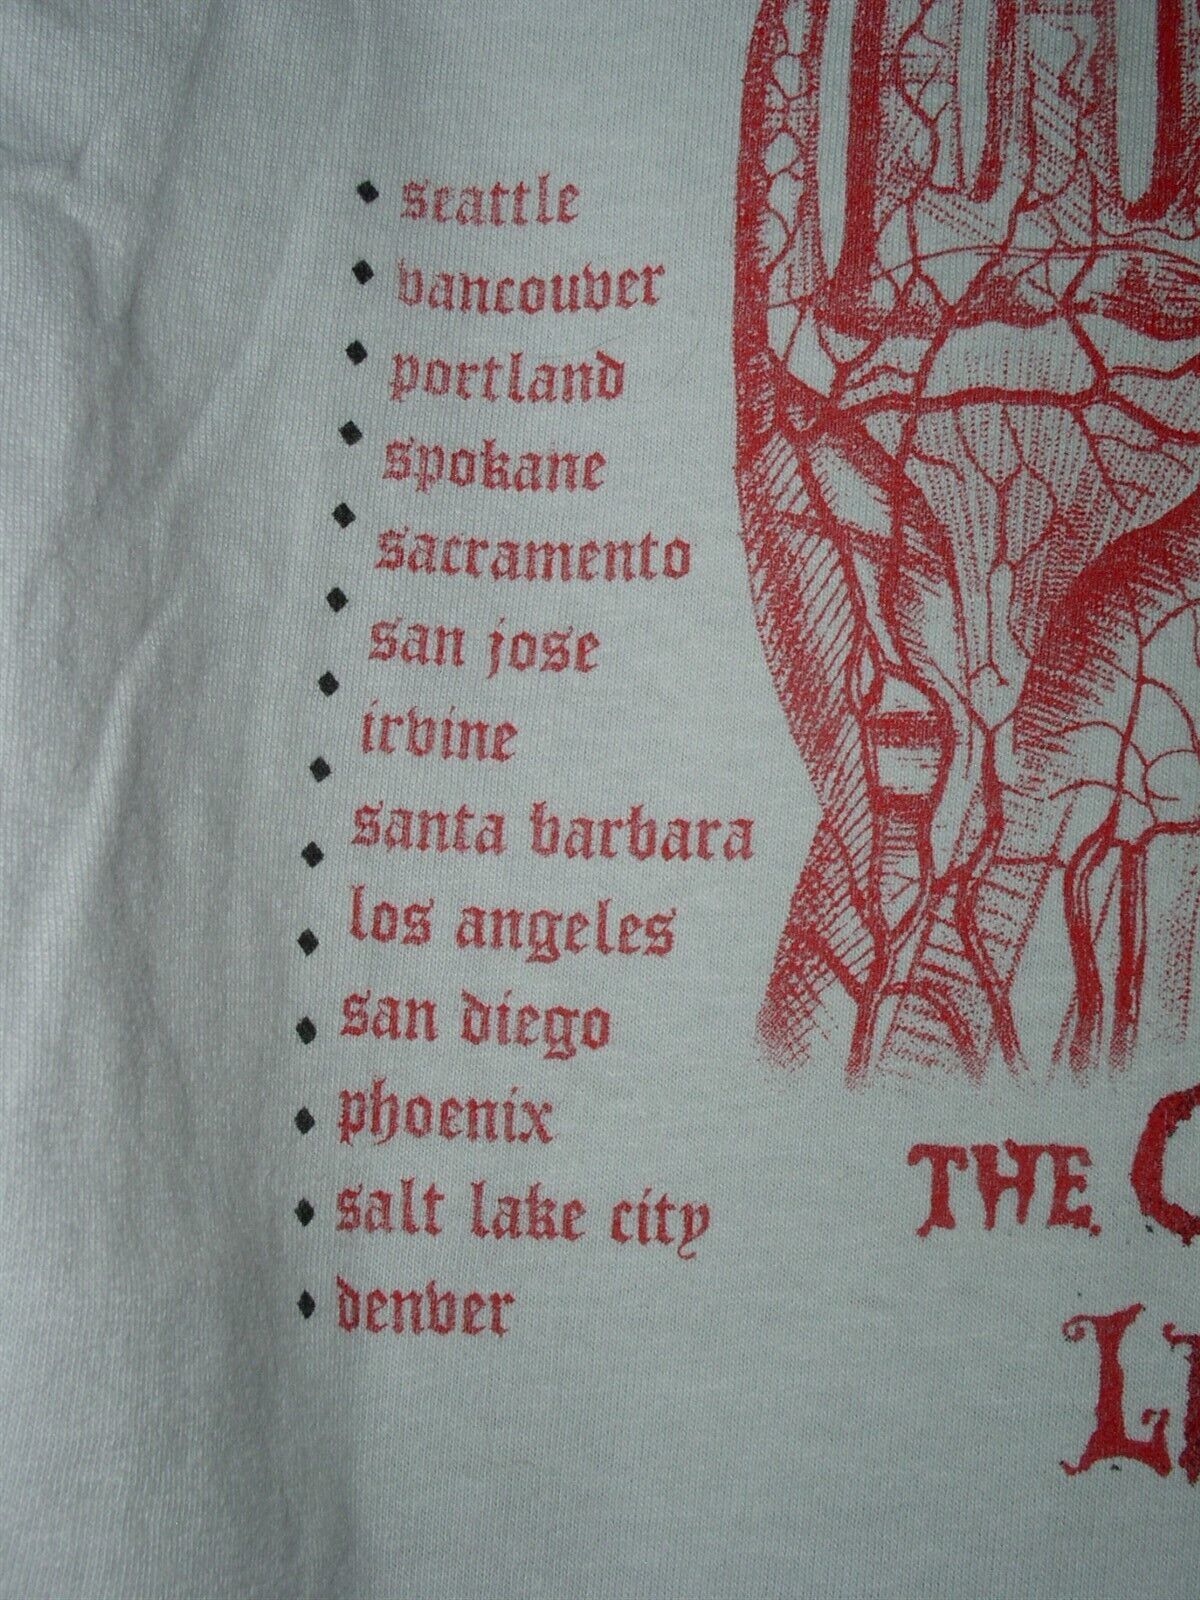 seattle
vancouver
portland
spokane
sacramento
san jose
irvine
santa barbara
los angeles
san diego
phoenix
salt lake city
denver
THE